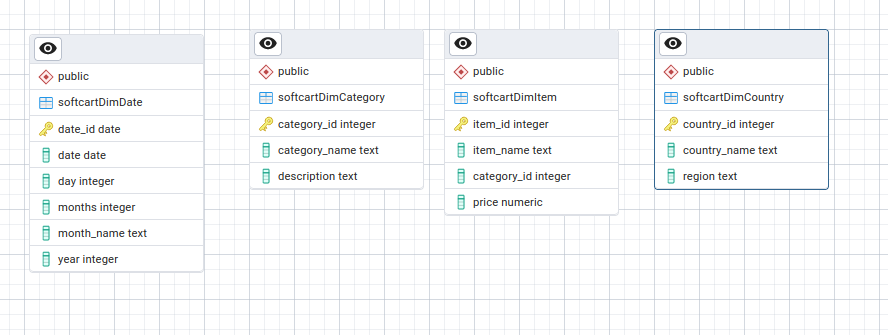 public
softcartDimDate
date_id date
date date
day integer
months integer
month_name text
year integer
public
softcartDimCategory
category_id integer
category_name text
description text
public
softcartDimItem
item_id integer
item_name text
category_id integer
price numeric
public
softcartDimCountry
country_id integer
country_name text
region text